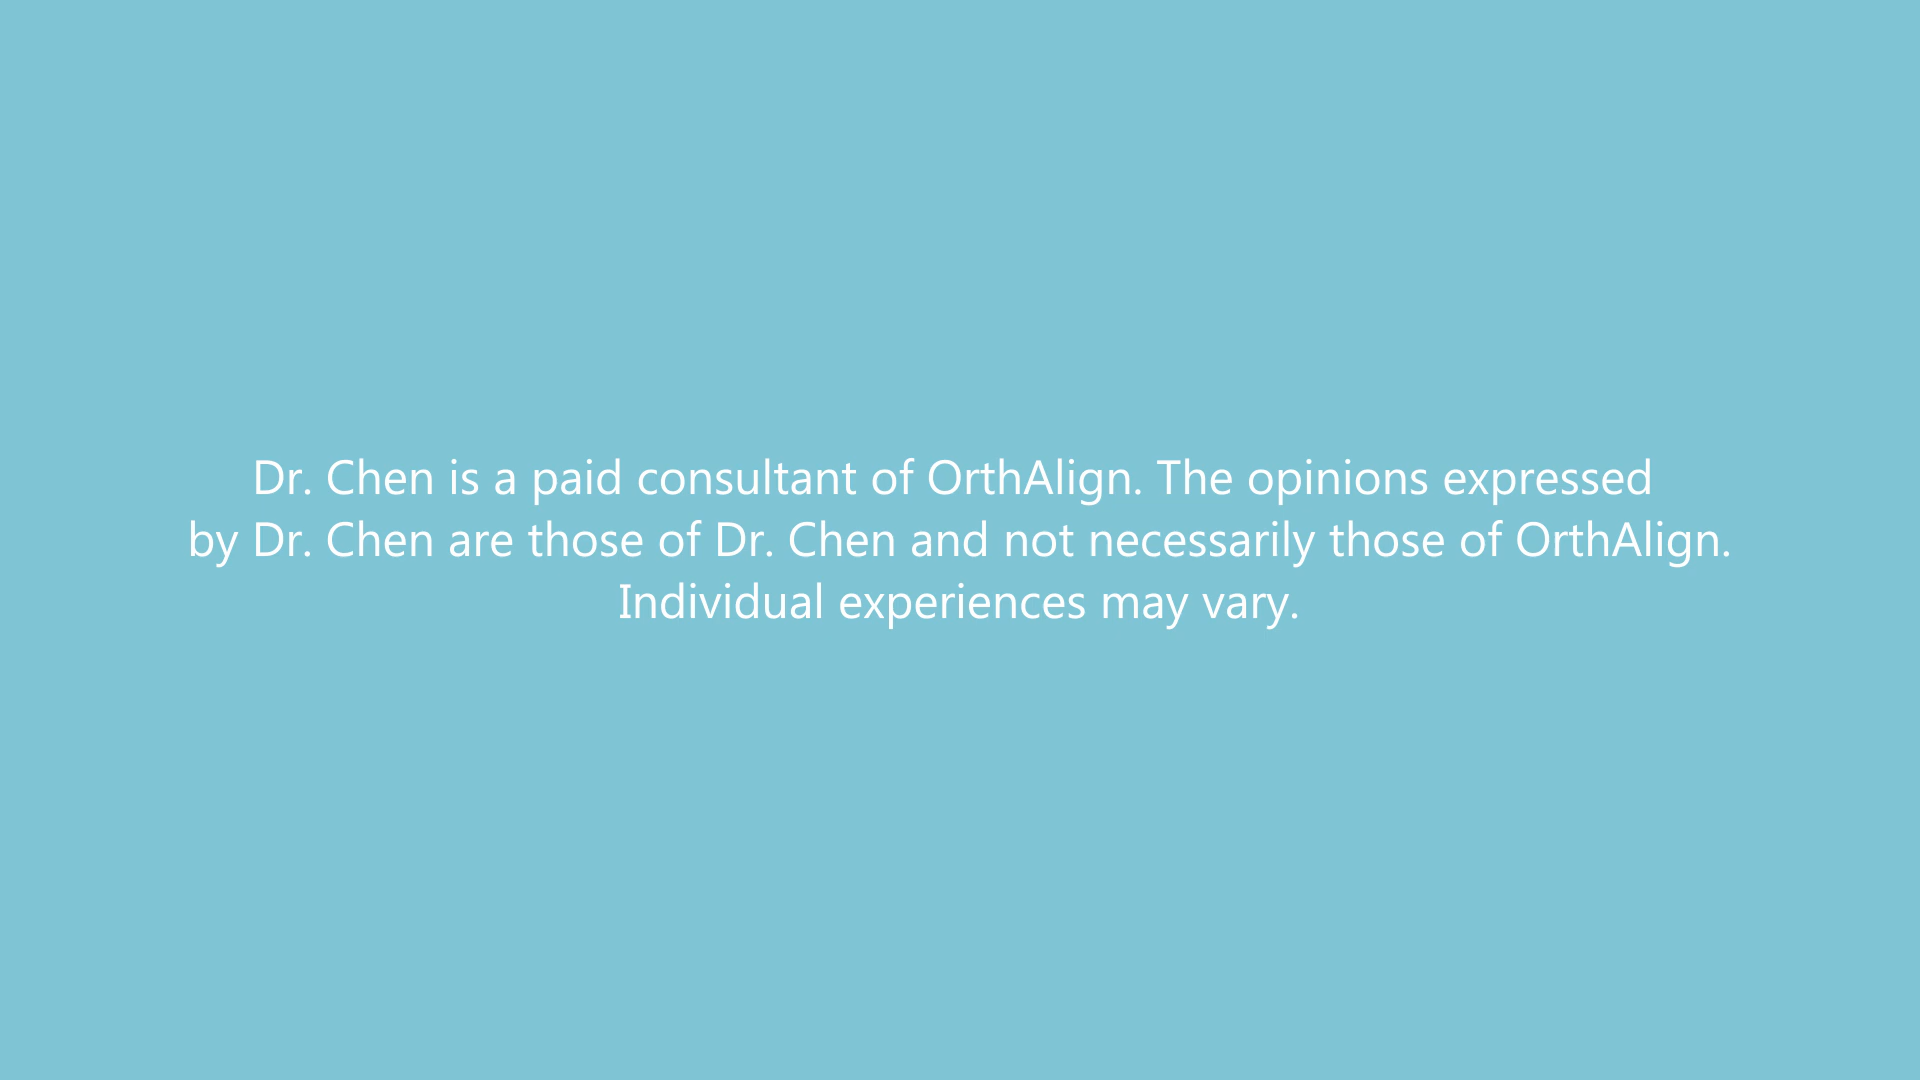 Dr. Chen is a paid consultant of OrthAlign. The opinions expressed
by Dr. Chen are those of Dr. Chen and not necessarily those of OrthAlign.
Individual experiences may vary.